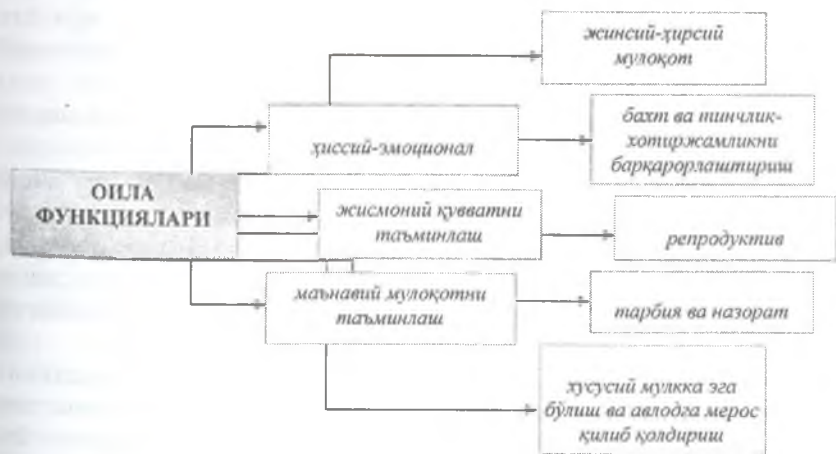 жинсий-ҳирсий
мулоқот
ҳиссий-эмоционал
бахт ва тинчлик-
хотиржамликни
барқарорлаштириш
ОИЛА
ФУНКЦИЯЛАРИ
жисмоний қувватни
таъминлаш
репродуктив
маънавий мулоқотни
таъминлаш
тарбия ва назорат
хусусий мулкка эга
бўлиш ва авлодга мерос
қилиб қолдириш